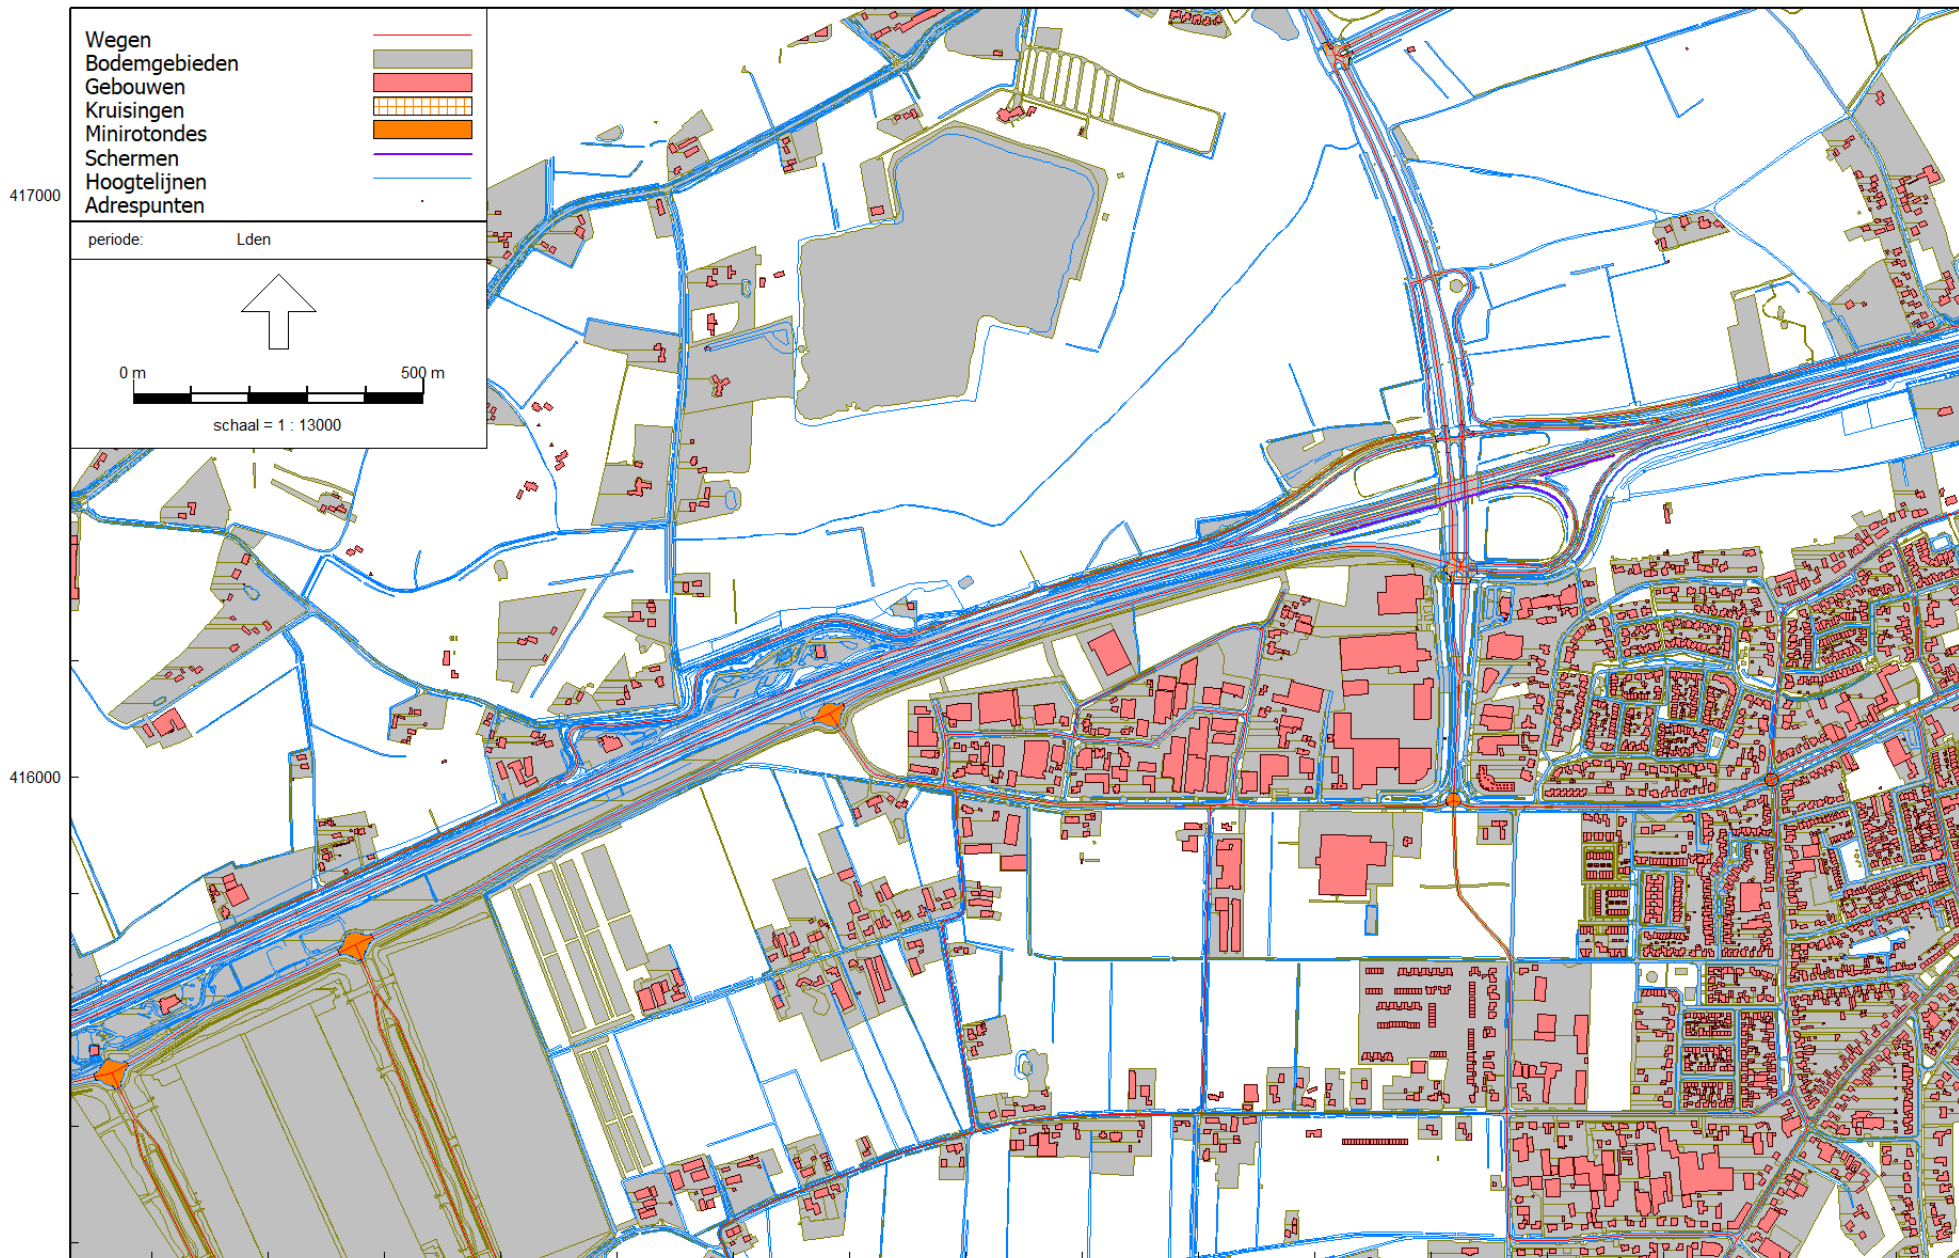 Wegen
Bodemgebieden
Gebouwen
Kruisingen
Minirotondes
Schermen
Hoogtelijnen
Adrespunten
417000
periode: Lden
0 m 500 m
schaal = 1 : 13000
416000